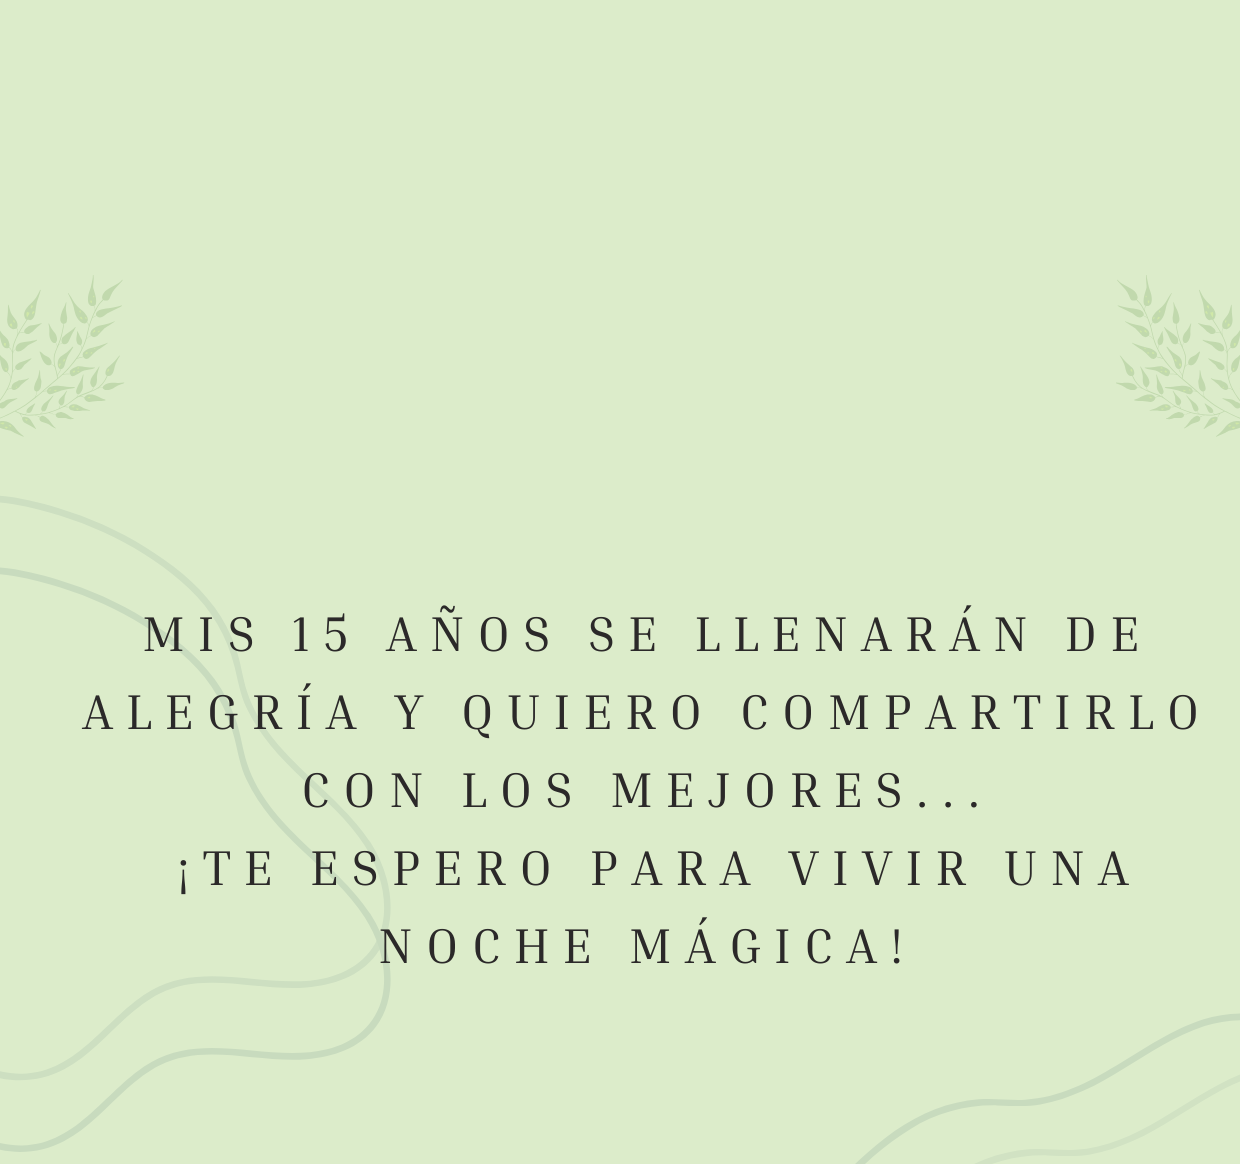 MIS 15 AÑOS SE LLENARÁN DE
ALEGRÍA Y QUIERO COMPARTIRLO
CON LOS MEJORES...
¡TE ESPERO PARA VIVIR UNA
NOCHE MÁGICA!